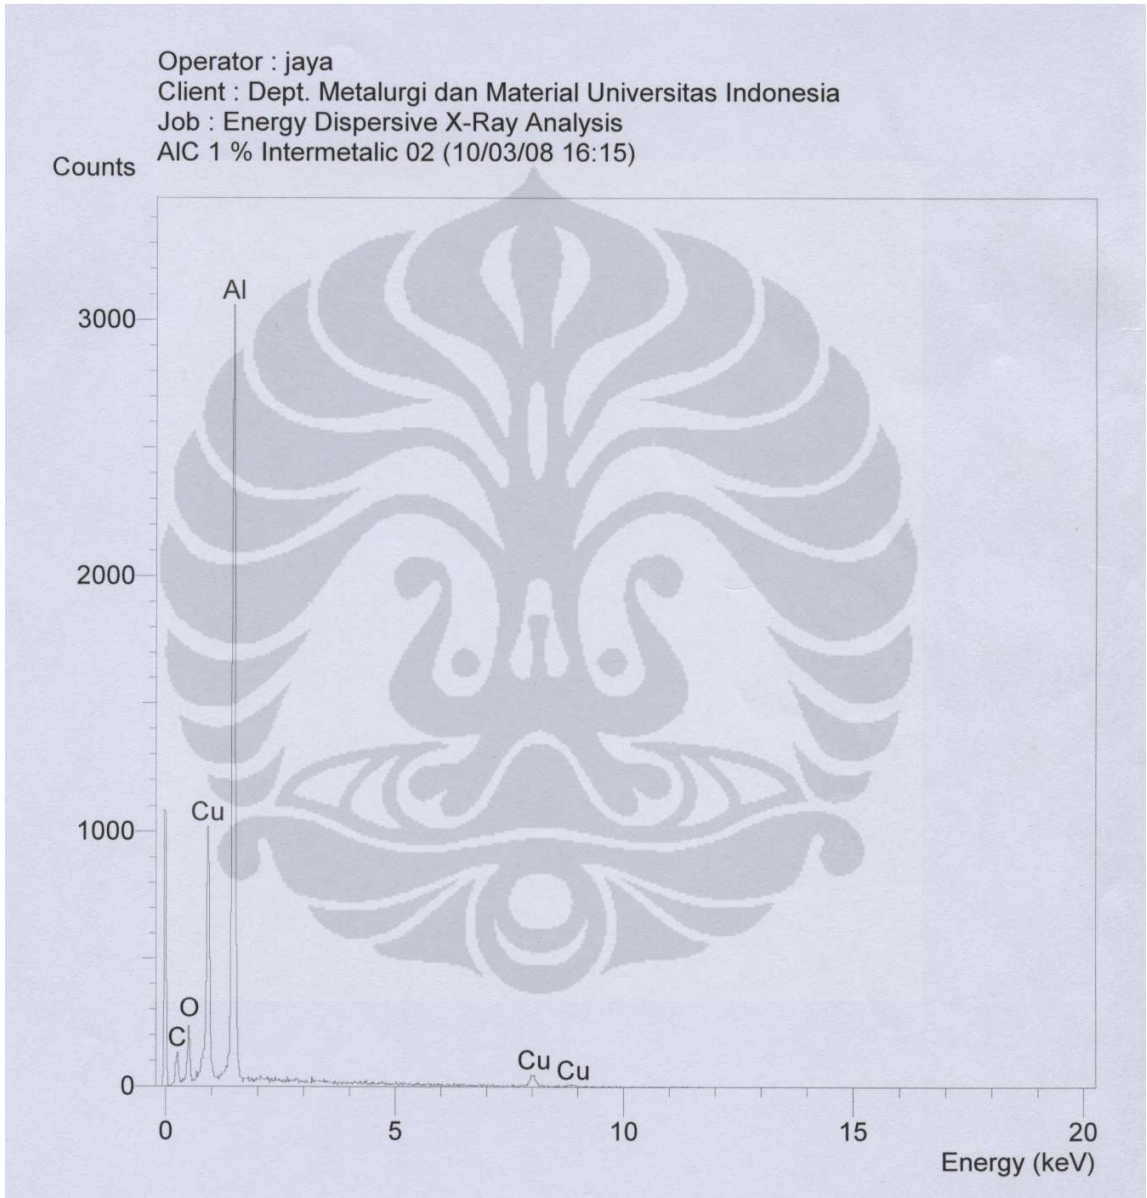 Operator : jaya
Client : Dept. Metalurgi dan Material Universitas Indonesia
Job : Energy Dispersive X-Ray Analysis
AlC 1 % Intermetalic 02 (10/03/08 16:15)
Counts
Al
3000
2000
Cu
1000
O
C
Cu
Cu
0
0
5
10
15
20
Energy (keV)